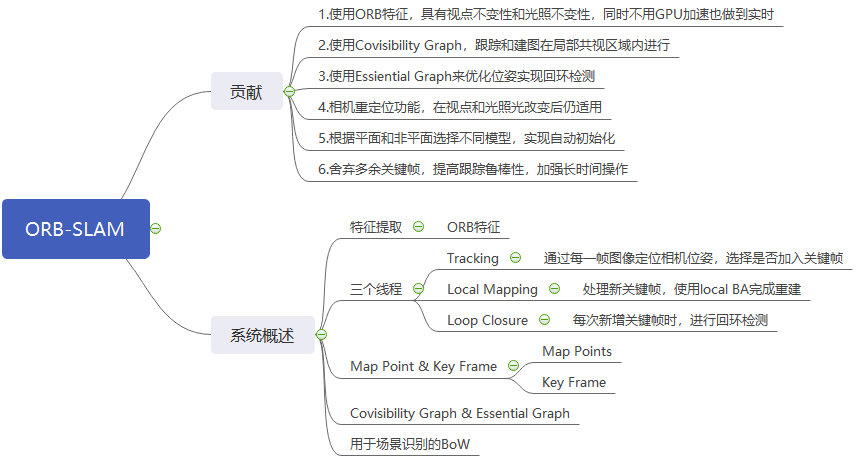 1.使用ORB特征，具有视点不变性和光照不变性，同时不用GPU加速也做到实时
2.使用Covisibility Graph，跟踪和建图在局部共视区域内进行
3.使用Essiential Graph来优化位姿实现回环检测
贡献
4.相机重定位功能，在视点和光照光改变后仍适用
5.根据平面和非平面选择不同模型，实现自动初始化
6.舍弃多余关键帧，提高跟踪鲁棒性，加强长时间操作
ORB-SLAM
特征提取
ORB特征
Tracking
通过每一帧图像定位相机位姿，选择是否加入关键帧
三个线程
Local Mapping
处理新关键帧，使用local BA完成重建
Loop Closure
每次新增关键帧时，进行回环检测
系统概述
Map Point & Key Frame
Map Points
Key Frame
Covisibility Graph & Essential Graph
用于场景识别的BoW